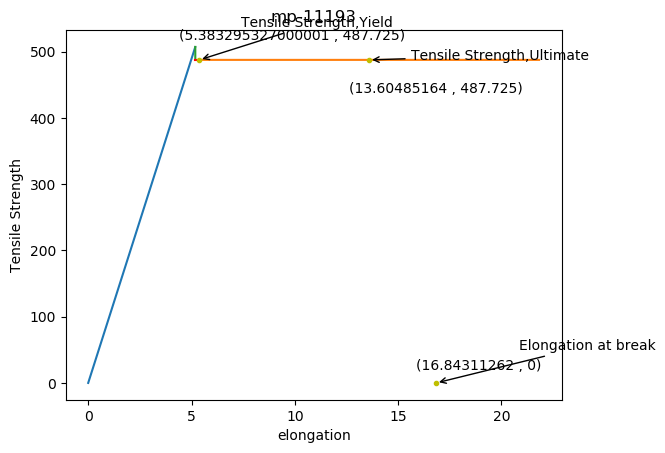 mp-11193
Tensile Strength,Yield
(5.383295327000001 , 487.725)
Tensile Strength,Ultimate
(13.60485164 , 487.725)
Elongation at break
(16.84311262 , 0)
500
400
300
200
100
0
Tensile Strength
0 5 10 15 20
elongation